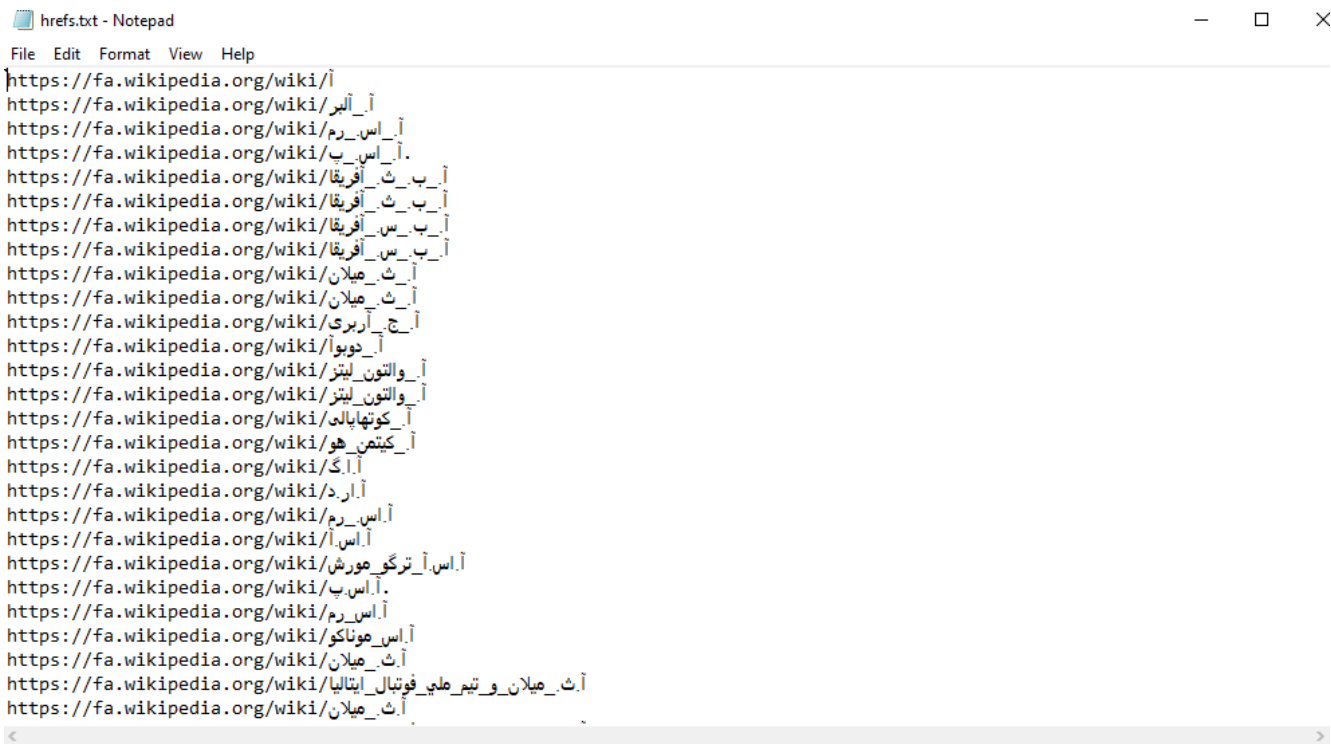 hrefs.txt - Notepad
File Edit Format View Help
https://fa.wikipedia.org/wiki/آ
https://fa.wikipedia.org/wiki/آ._آلبر
https://fa.wikipedia.org/wiki/آ._اس._رم
https://fa.wikipedia.org/wiki/آ._اس._پ.
https://fa.wikipedia.org/wiki/آ._ب._ث._آفریقا
https://fa.wikipedia.org/wiki/آ._ب._ث._آفریقا
https://fa.wikipedia.org/wiki/آ._ب._س._آفریقا
https://fa.wikipedia.org/wiki/آ._ب._س._آفریقا
https://fa.wikipedia.org/wiki/آ._ث._میلان
https://fa.wikipedia.org/wiki/آ._ث._میلان
https://fa.wikipedia.org/wiki/آ._ج._آربری
https://fa.wikipedia.org/wiki/آ._دوبوآ
https://fa.wikipedia.org/wiki/آ._والتون_لیتز
https://fa.wikipedia.org/wiki/آ._والتون_لیتز
https://fa.wikipedia.org/wiki/آ._کوتهاپالی
https://fa.wikipedia.org/wiki/آ._کیتمن_هو
https://fa.wikipedia.org/wiki/آ.ا.گ
https://fa.wikipedia.org/wiki/آ.ار.د
https://fa.wikipedia.org/wiki/آ.اس._رم
https://fa.wikipedia.org/wiki/آ.اس.آ
https://fa.wikipedia.org/wiki/آ.اس.آ_ترگو_مورش
https://fa.wikipedia.org/wiki/آ.اس.پ.
https://fa.wikipedia.org/wiki/آ.اس_رم
https://fa.wikipedia.org/wiki/آ.اس_موناکو
https://fa.wikipedia.org/wiki/آ.ث._میلان
https://fa.wikipedia.org/wiki/آ.ث._میلان_و_تیم_ملي_فوتبال_ایتالیا
https://fa.wikipedia.org/wiki/آ.ث._میلان